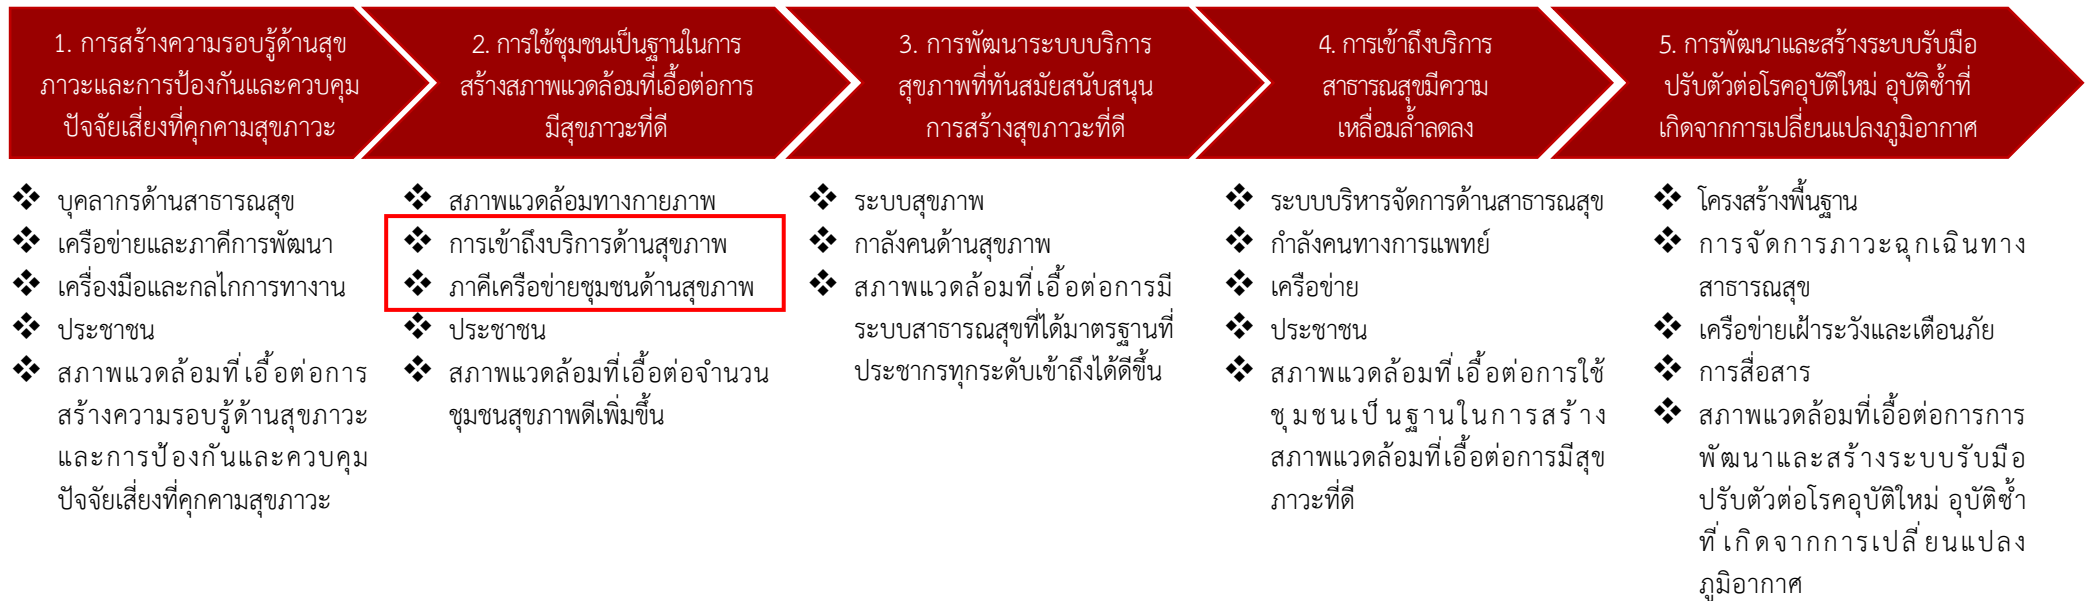 1. การสร้างความรอบรู้ด้านสุข
ภาวะและการป้องกันและควบคุม
ปัจจัยเสี่ยงที่คุกคามสุขภาวะ
2. การใช้ชุมชนเป็นฐานในการ
สร้างสภาพแวดล้อมที่เอื้อต่อการ
มีสุขภาวะที่ดี
3. การพัฒนาระบบบริการ
สุขภาพที่ทันสมัยสนับสนุน
การสร้างสุขภาวะที่ดี
4. การเข้าถึงบริการ
สาธารณสุขมีความ
เหลื่อมล้ำลดลง
5. การพัฒนาและสร้างระบบรับมือ
ปรับตัวต่อโรคอุบัติใหม่ อุบัติซ้ำที่
เกิดจากการเปลี่ยนแปลงภูมิอากาศ
❖ บุคลากรด้านสาธารณสุข
❖ เครือข่ายและภาคีการพัฒนา
❖ เครื่องมือและกลไกการทางาน
❖ ประชาชน
❖ สภาพแวดล้อมที่เอื้อต่อการ
สร้างความรอบรู้ด้านสุขภาวะ
และการป้องกันและควบคุม
ปัจจัยเสี่ยงที่คุกคามสุขภาวะ
❖ สภาพแวดล้อมทางกายภาพ
❖ การเข้าถึงบริการด้านสุขภาพ
❖ ภาคีเครือข่ายชุมชนด้านสุขภาพ
❖ ประชาชน
❖ สภาพแวดล้อมที่เอื้อต่อจำนวน
ชุมชนสุขภาพดีเพิ่มขึ้น
❖ ระบบสุขภาพ
❖ กาลังคนด้านสุขภาพ
❖ สภาพแวดล้อมที่เอื้อต่อการมี
ระบบสาธารณสุขที่ได้มาตรฐานที่
ประชากรทุกระดับเข้าถึงได้ดีขึ้น
❖ ระบบบริหารจัดการด้านสาธารณสุข
❖ กำลังคนทางการแพทย์
❖ เครือข่าย
❖ ประชาชน
❖ สภาพแวดล้อมที่เอื้อต่อการใช้
ชุมชนเป็นฐานในการสร้าง
สภาพแวดล้อมที่เอื้อต่อการมีสุข
ภาวะที่ดี
❖ โครงสร้างพื้นฐาน
❖ การจัดการภาวะฉุกเฉินทาง
สาธารณสุข
❖ เครือข่ายเฝ้าระวังและเตือนภัย
❖ การสื่อสาร
❖ สภาพแวดล้อมที่เอื้อต่อการการ
พัฒนาและสร้างระบบรับมือ
ปรับตัวต่อโรคอุบัติใหม่ อุบัติซ้ำ
ที่เกิดจากการเปลี่ยนแปลง
ภูมิอากาศ